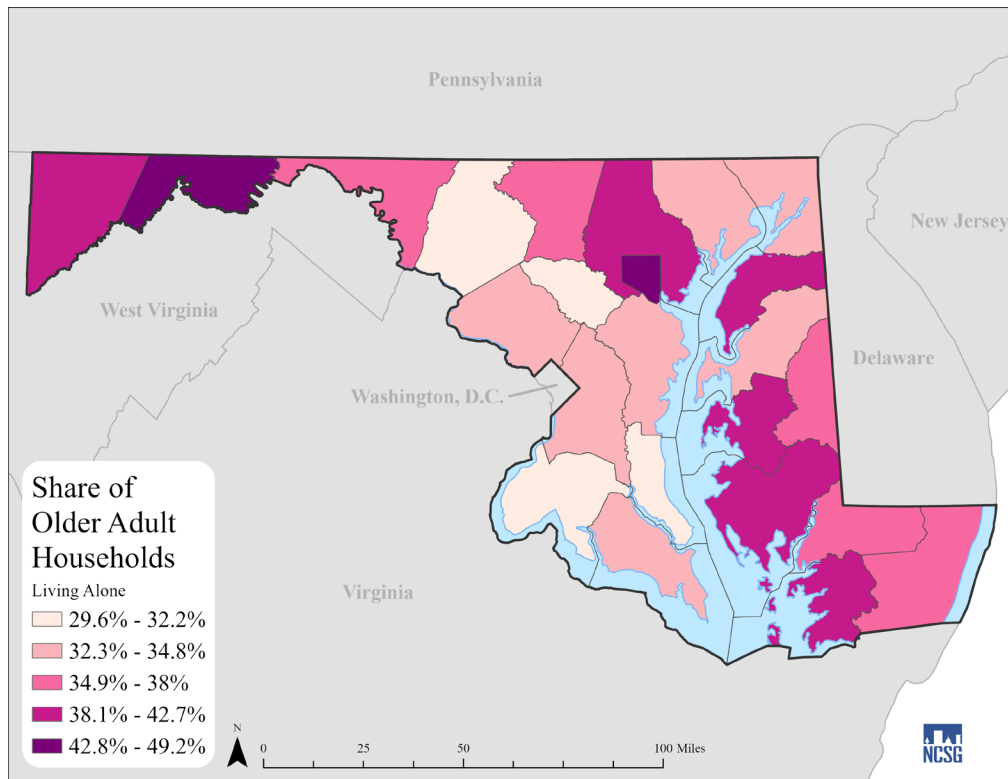 Pennsylvania
New Jersey
West Virginia
Delaware
Washington, D.C.
Virginia
Share of
Older Adult
Households
Living Alone
29.6% - 32.2%
32.3% - 34.8%
34.9% - 38%
38.1% - 42.7%
42.8% - 49.2%
N
0 25 50 100 Miles
NCSG